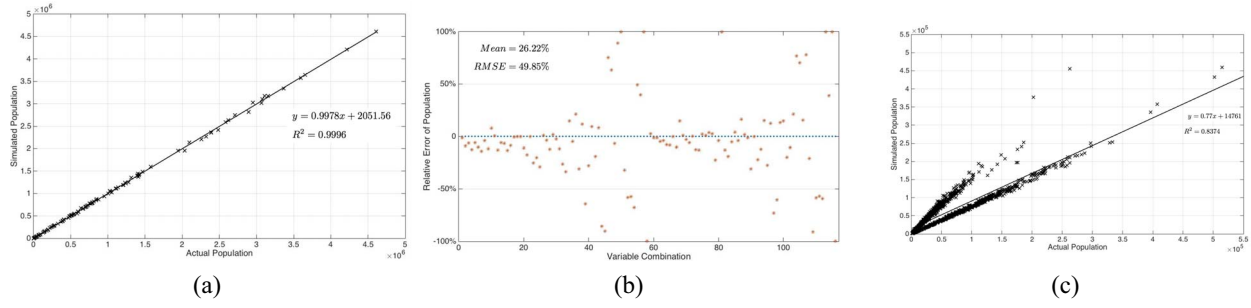 ×10⁶
5
4.5
4
3.5
3
2.5
2
1.5
1
0.5
0
Simulated Population
y = 0.9978x + 2051.56
R² = 0.9996
0 0.5 1 1.5 2 2.5 3 3.5 4 4.5 5
Actual Population
×10⁶
(a)
100%
50%
0
-50%
-100%
Relative Error of Population
Mean = 26.22%
RMSE = 49.85%
0 20 40 60 80 100
Variable Combination
(b)
×10⁵
5.5
5
4.5
4
3.5
3
2.5
2
1.5
1
0.5
0
Simulated Population
y = 0.77x + 14761
R² = 0.8374
0 0.5 1 1.5 2 2.5 3 3.5 4 4.5 5 5.5
Actual Population
×10⁵
(c)